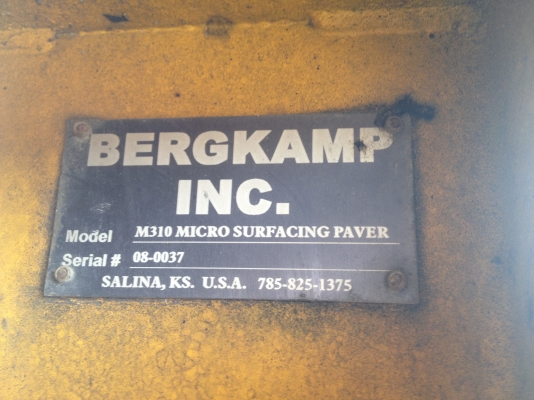 BERGKAMP
INC.
Model M310 MICRO SURFACING PAVER
Serial # 08-0037
SALINA, KS. U.S.A. 785-825-1375